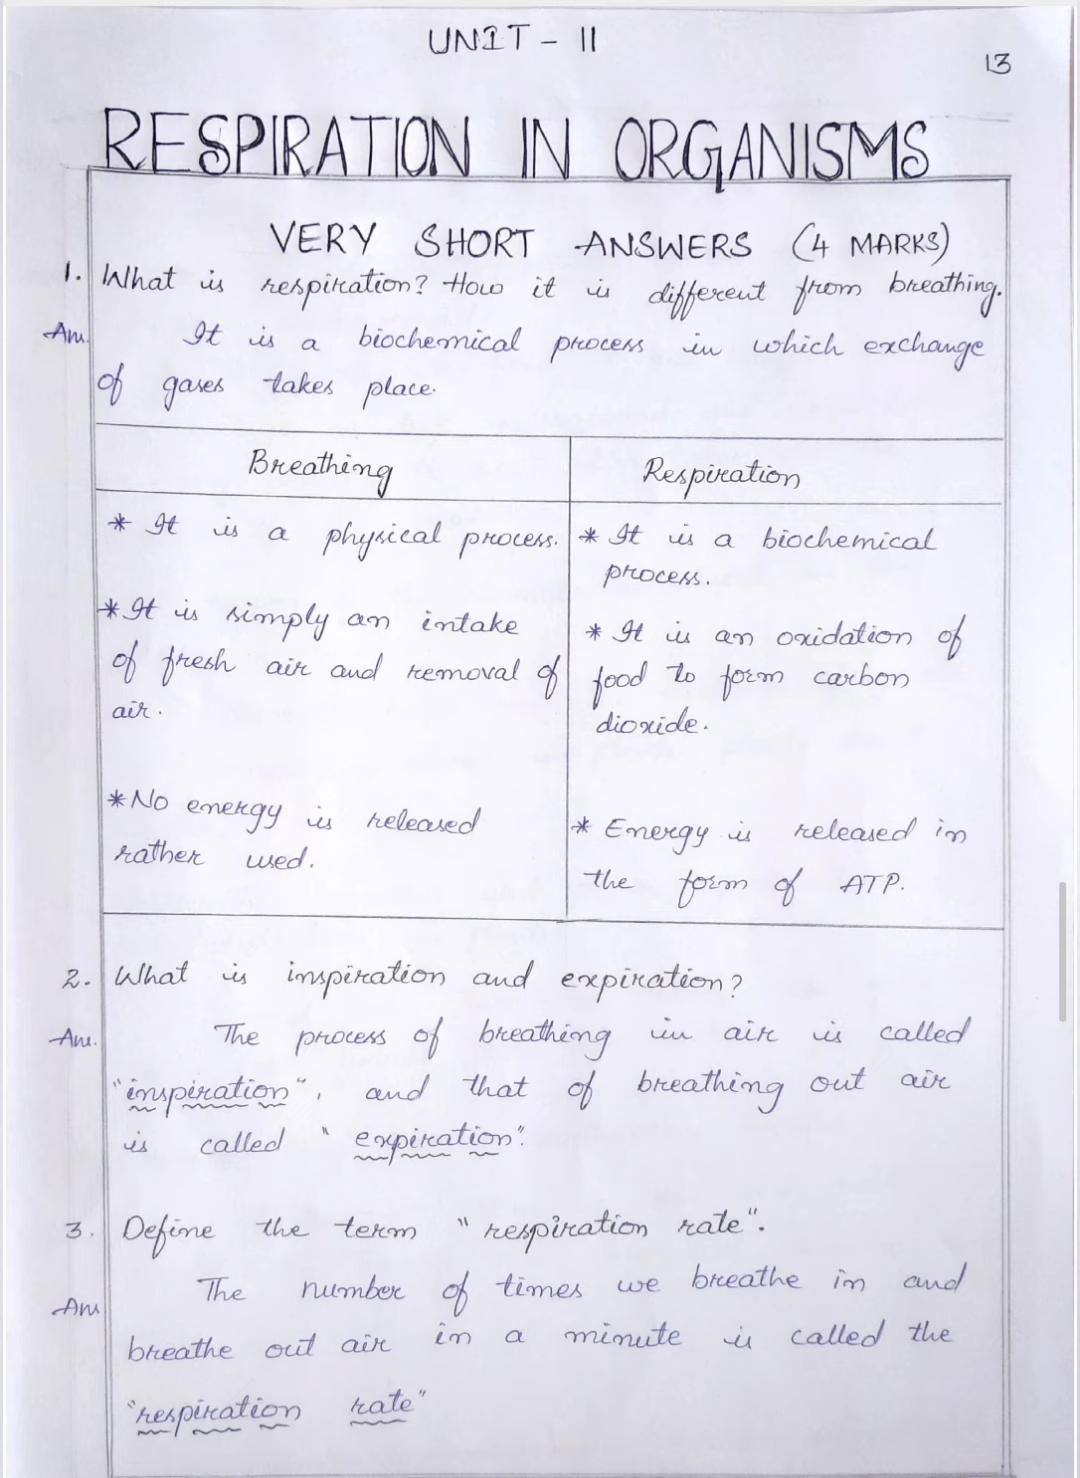 UNIT - II
13
RESPIRATION IN ORGANISMS
VERY SHORT ANSWERS (4 MARKS)
1. What is respiration? How it is different from breathing.
Ans. It is a biochemical process in which exchange
of gases takes place.
Breathing
* It is a physical process.
* It is simply an intake
of fresh air and removal of
air.
* No energy is released
rather used.
Respiration
* It is a biochemical
process.
* It is an oxidation of
food to form carbon
dioxide.
* Energy is released in
the form of ATP.
2. What is inspiration and expiration?
Ans. The process of breathing in air is called
"inspiration", and that of breathing out air
is called "expiration".
3. Define the term "respiration rate".
Ans The number of times we breathe in and
breathe out air in a minute is called the
"respiration rate"